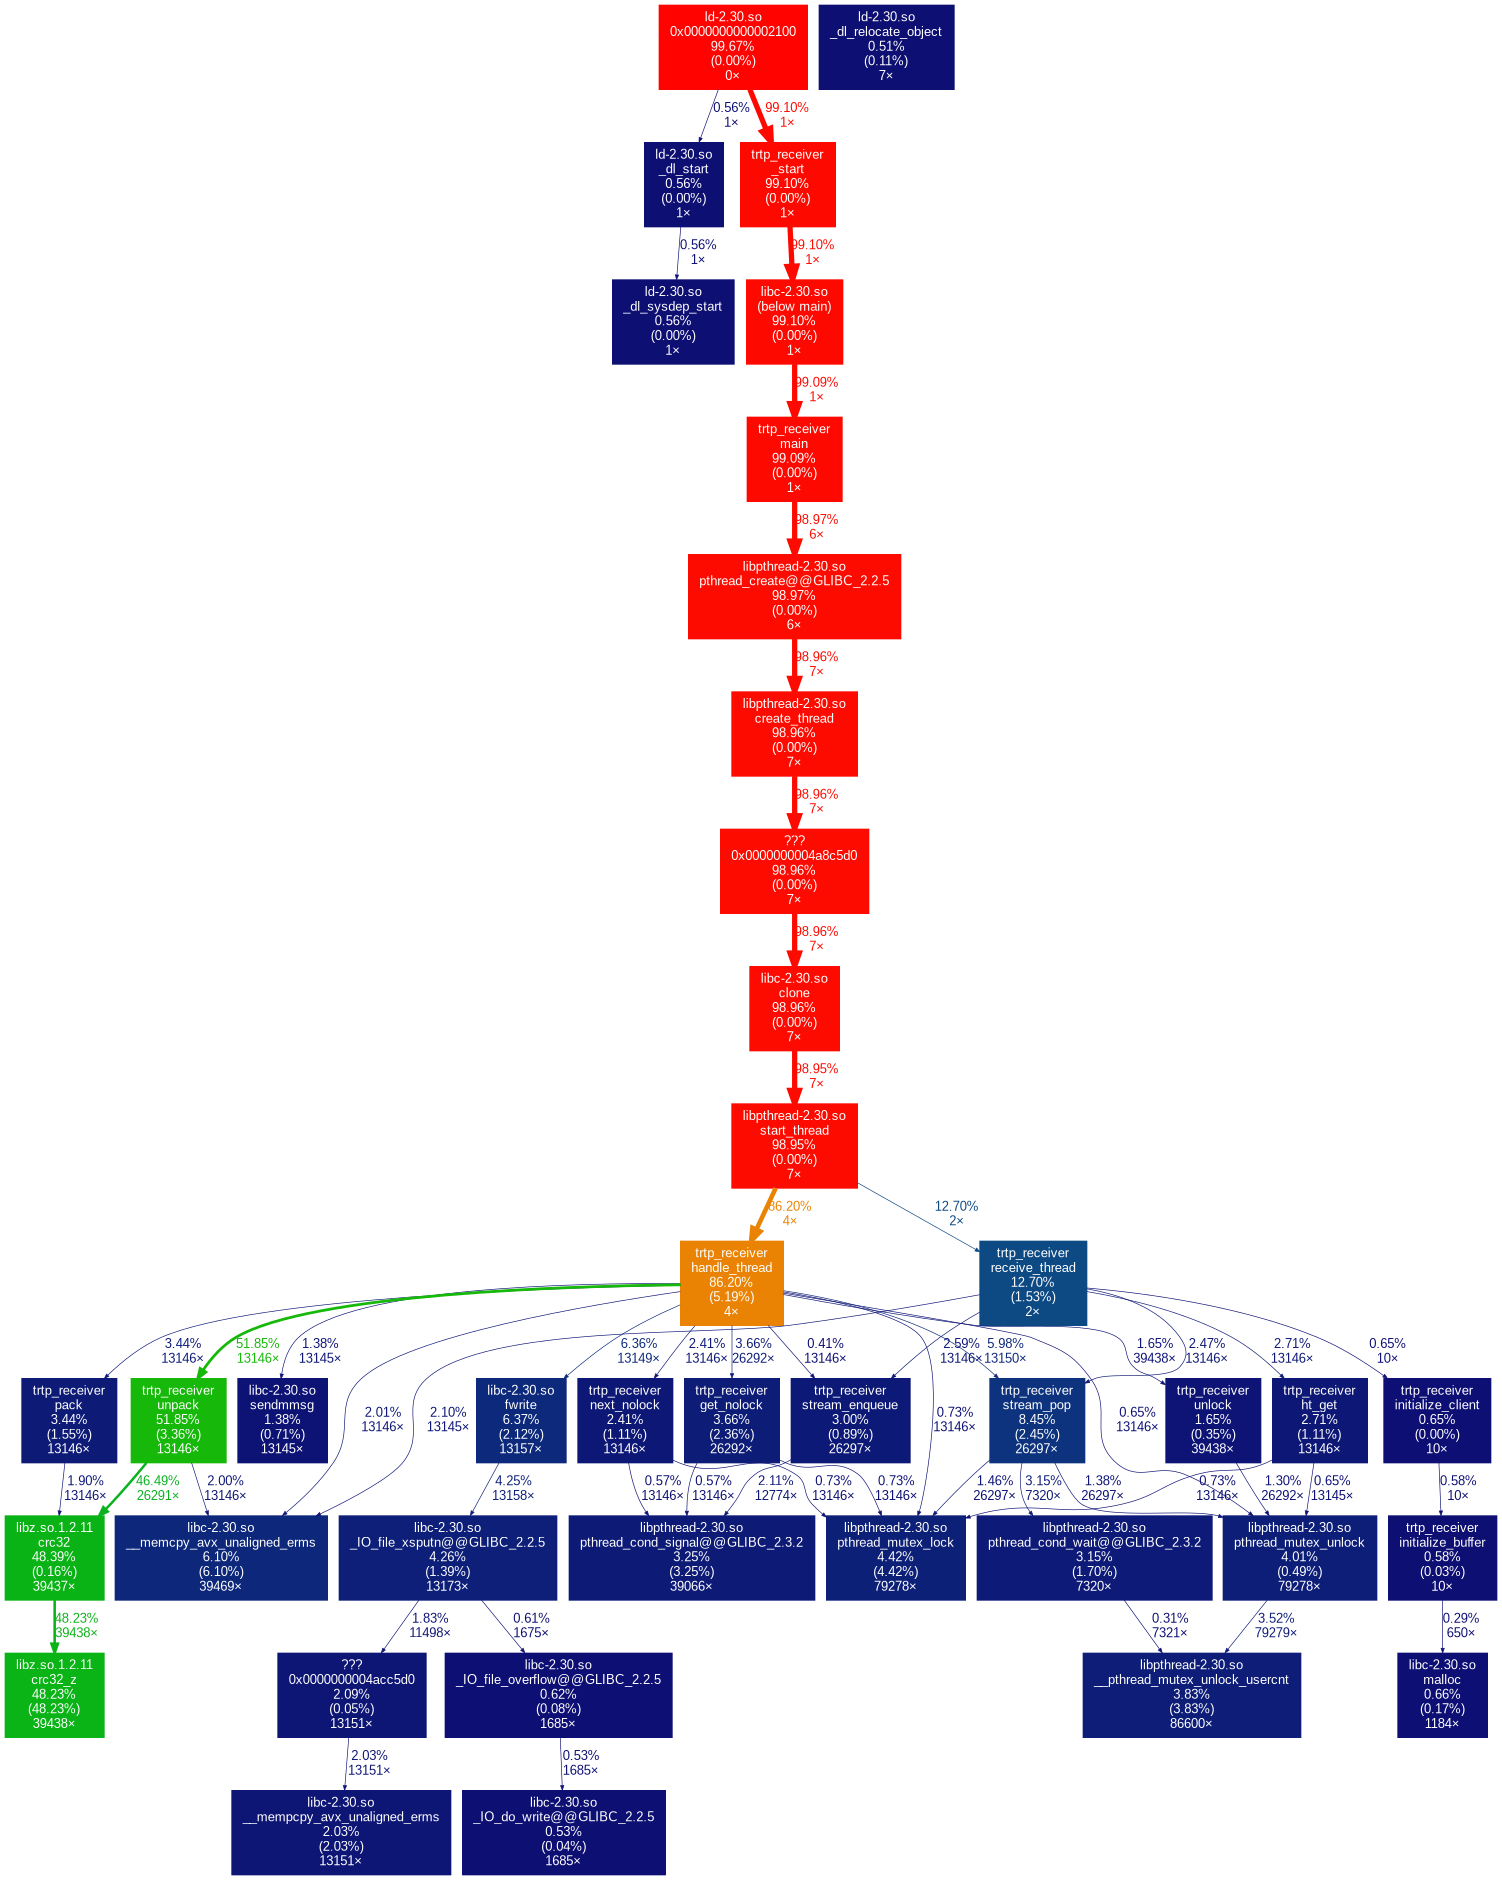 ld-2.30.so
0x0000000000002100
99.67%
(0.00%)
0×
ld-2.30.so
_dl_relocate_object
0.51%
(0.11%)
7×
0.56%
1×
99.10%
1×
ld-2.30.so
_dl_start
0.56%
(0.00%)
1×
trtp_receiver
_start
99.10%
(0.00%)
1×
0.56%
1×
99.10%
1×
ld-2.30.so
_dl_sysdep_start
0.56%
(0.00%)
1×
libc-2.30.so
(below main)
99.10%
(0.00%)
1×
99.09%
1×
trtp_receiver
main
99.09%
(0.00%)
1×
98.97%
6×
libpthread-2.30.so
pthread_create@@GLIBC_2.2.5
98.97%
(0.00%)
6×
98.96%
7×
libpthread-2.30.so
create_thread
98.96%
(0.00%)
7×
98.96%
7×
???
0x0000000004a8c5d0
98.96%
(0.00%)
7×
98.96%
7×
libc-2.30.so
clone
98.96%
(0.00%)
7×
98.95%
7×
libpthread-2.30.so
start_thread
98.95%
(0.00%)
7×
86.20%
4×
12.70%
2×
trtp_receiver
handle_thread
86.20%
(5.19%)
4×
trtp_receiver
receive_thread
12.70%
(1.53%)
2×
3.44%
13146×
51.85%
13146×
1.38%
13145×
2.01%
13146×
2.10%
13145×
6.36%
13149×
2.41%
13146×
3.66%
26292×
0.41%
13146×
0.73%
13146×
2.59%
13146×
5.98%
13150×
0.65%
13146×
1.65%
39438×
2.47%
13146×
2.71%
13146×
0.65%
10×
trtp_receiver
pack
3.44%
(1.55%)
13146×
trtp_receiver
unpack
51.85%
(3.36%)
13146×
libc-2.30.so
sendmmsg
1.38%
(0.71%)
13145×
libc-2.30.so
fwrite
6.37%
(2.12%)
13157×
trtp_receiver
next_nolock
2.41%
(1.11%)
13146×
trtp_receiver
get_nolock
3.66%
(2.36%)
26292×
trtp_receiver
stream_enqueue
3.00%
(0.89%)
26297×
trtp_receiver
stream_pop
8.45%
(2.45%)
26297×
trtp_receiver
unlock
1.65%
(0.35%)
39438×
trtp_receiver
ht_get
2.71%
(1.11%)
13146×
trtp_receiver
initialize_client
0.65%
(0.00%)
10×
1.90%
13146×
46.49%
26291×
2.00%
13146×
4.25%
13158×
0.57%
13146×
0.57%
13146×
2.11%
12774×
0.73%
13146×
0.73%
13146×
1.46%
26297×
3.15%
7320×
1.38%
26297×
0.73%
13146×
1.30%
26292×
0.65%
13145×
0.58%
10×
libz.so.1.2.11
crc32
48.39%
(0.16%)
39437×
libc-2.30.so
__memcpy_avx_unaligned_erms
6.10%
(6.10%)
39469×
libc-2.30.so
_IO_file_xsputn@@GLIBC_2.2.5
4.26%
(1.39%)
13173×
libpthread-2.30.so
pthread_cond_signal@@GLIBC_2.3.2
3.25%
(3.25%)
39066×
libpthread-2.30.so
pthread_mutex_lock
4.42%
(4.42%)
79278×
libpthread-2.30.so
pthread_cond_wait@@GLIBC_2.3.2
3.15%
(1.70%)
7320×
libpthread-2.30.so
pthread_mutex_unlock
4.01%
(0.49%)
79278×
trtp_receiver
initialize_buffer
0.58%
(0.03%)
10×
48.23%
39438×
1.83%
11498×
0.61%
1675×
0.31%
7321×
3.52%
79279×
0.29%
650×
libz.so.1.2.11
crc32_z
48.23%
(48.23%)
39438×
???
0x0000000004acc5d0
2.09%
(0.05%)
13151×
libc-2.30.so
_IO_file_overflow@@GLIBC_2.2.5
0.62%
(0.08%)
1685×
libpthread-2.30.so
__pthread_mutex_unlock_usercnt
3.83%
(3.83%)
86600×
libc-2.30.so
malloc
0.66%
(0.17%)
1184×
2.03%
13151×
0.53%
1685×
libc-2.30.so
__mempcpy_avx_unaligned_erms
2.03%
(2.03%)
13151×
libc-2.30.so
_IO_do_write@@GLIBC_2.2.5
0.53%
(0.04%)
1685×